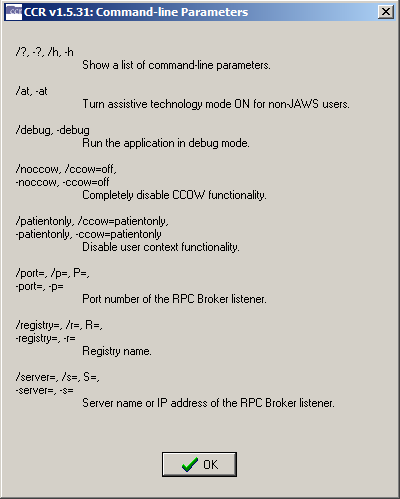 CCR CCR v1.5.31: Command-line Parameters
/?, -?, /h, -h
Show a list of command-line parameters.
/at, -at
Turn assistive technology mode ON for non-JAWS users.
/debug, -debug
Run the application in debug mode.
/noccow, /ccow=off,
-noccow, -ccow=off
Completely disable CCOW functionality.
/patientonly, /ccow=patientonly,
-patientonly, -ccow=patientonly
Disable user context functionality.
/port=, /p=, P=,
-port=, -p=
Port number of the RPC Broker listener.
/registry=, /r=, R=,
-registry=, -r=
Registry name.
/server=, /s=, S=,
-server=, -s=
Server name or IP address of the RPC Broker listener.
OK